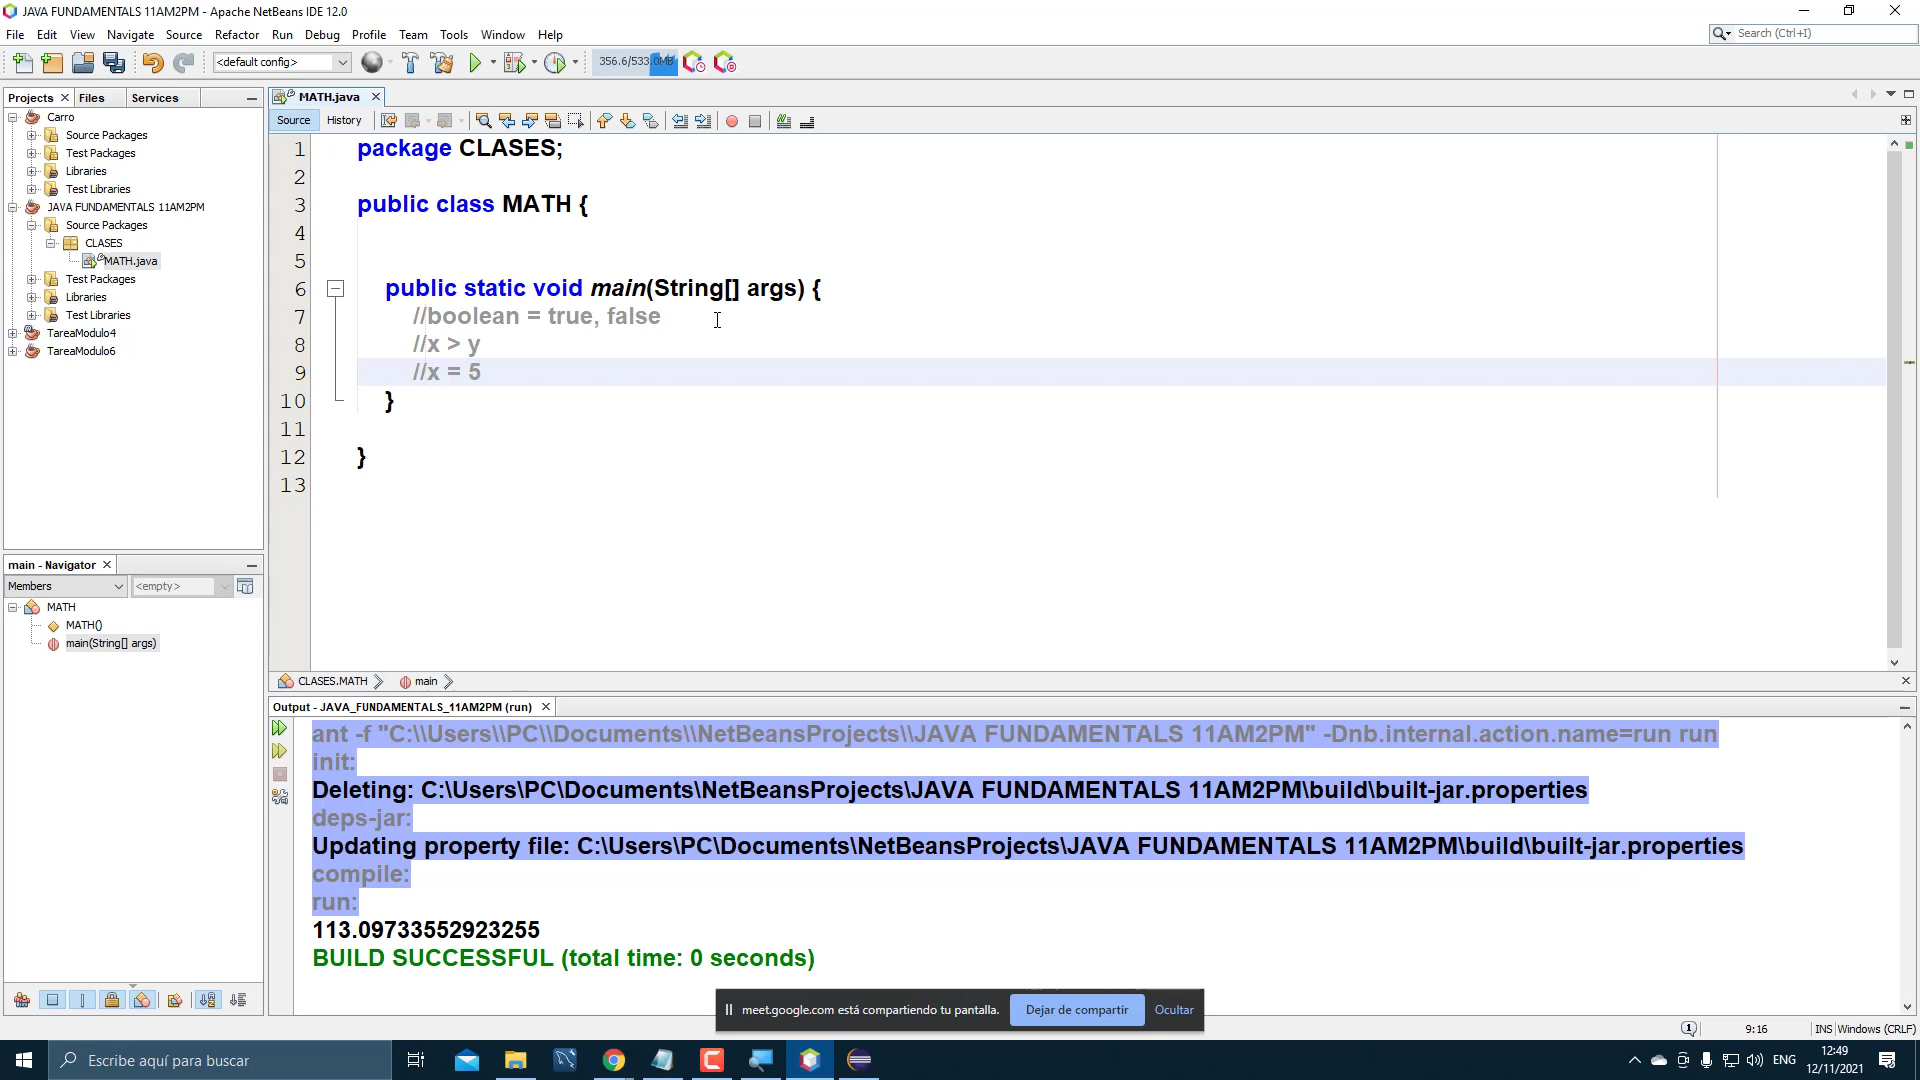 JAVA FUNDAMENTALS 11AM2PM - Apache NetBeans IDE 12.0
File Edit View Navigate Source Refactor Run Debug Profile Team Tools Window Help
Search (Ctrl+I)
<default config>
356.6/533.0MB
Projects Files Services
MATH.java
Source History
Carro
Source Packages
Test Packages
Libraries
Test Libraries
JAVA FUNDAMENTALS 11AM2PM
Source Packages
CLASES
MATH.java
Test Packages
Libraries
Test Libraries
TareaModulo4
TareaModulo6
1 package CLASES;
2
3 public class MATH {
4
5
6 public static void main(String[] args) {
7 //boolean = true, false
8 //x > y
9 //x = 5
10 }
11
12 }
13
main - Navigator
Members <empty>
MATH
MATH()
main(String[] args)
CLASES.MATH main
Output - JAVA_FUNDAMENTALS_11AM2PM (run)
ant -f "C:\\Users\\PC\\Documents\\NetBeansProjects\\JAVA FUNDAMENTALS 11AM2PM" -Dnb.internal.action.name=run run
init:
Deleting: C:\Users\PC\Documents\NetBeansProjects\JAVA FUNDAMENTALS 11AM2PM\build\built-jar.properties
deps-jar:
Updating property file: C:\Users\PC\Documents\NetBeansProjects\JAVA FUNDAMENTALS 11AM2PM\build\built-jar.properties
compile:
run:
113.09733552923255
BUILD SUCCESSFUL (total time: 0 seconds)
meet.google.com está compartiendo tu pantalla. Dejar de compartir Ocultar
1 9:16 INS Windows (CRLF)
Escribe aquí para buscar
ENG
12:49
12/11/2021